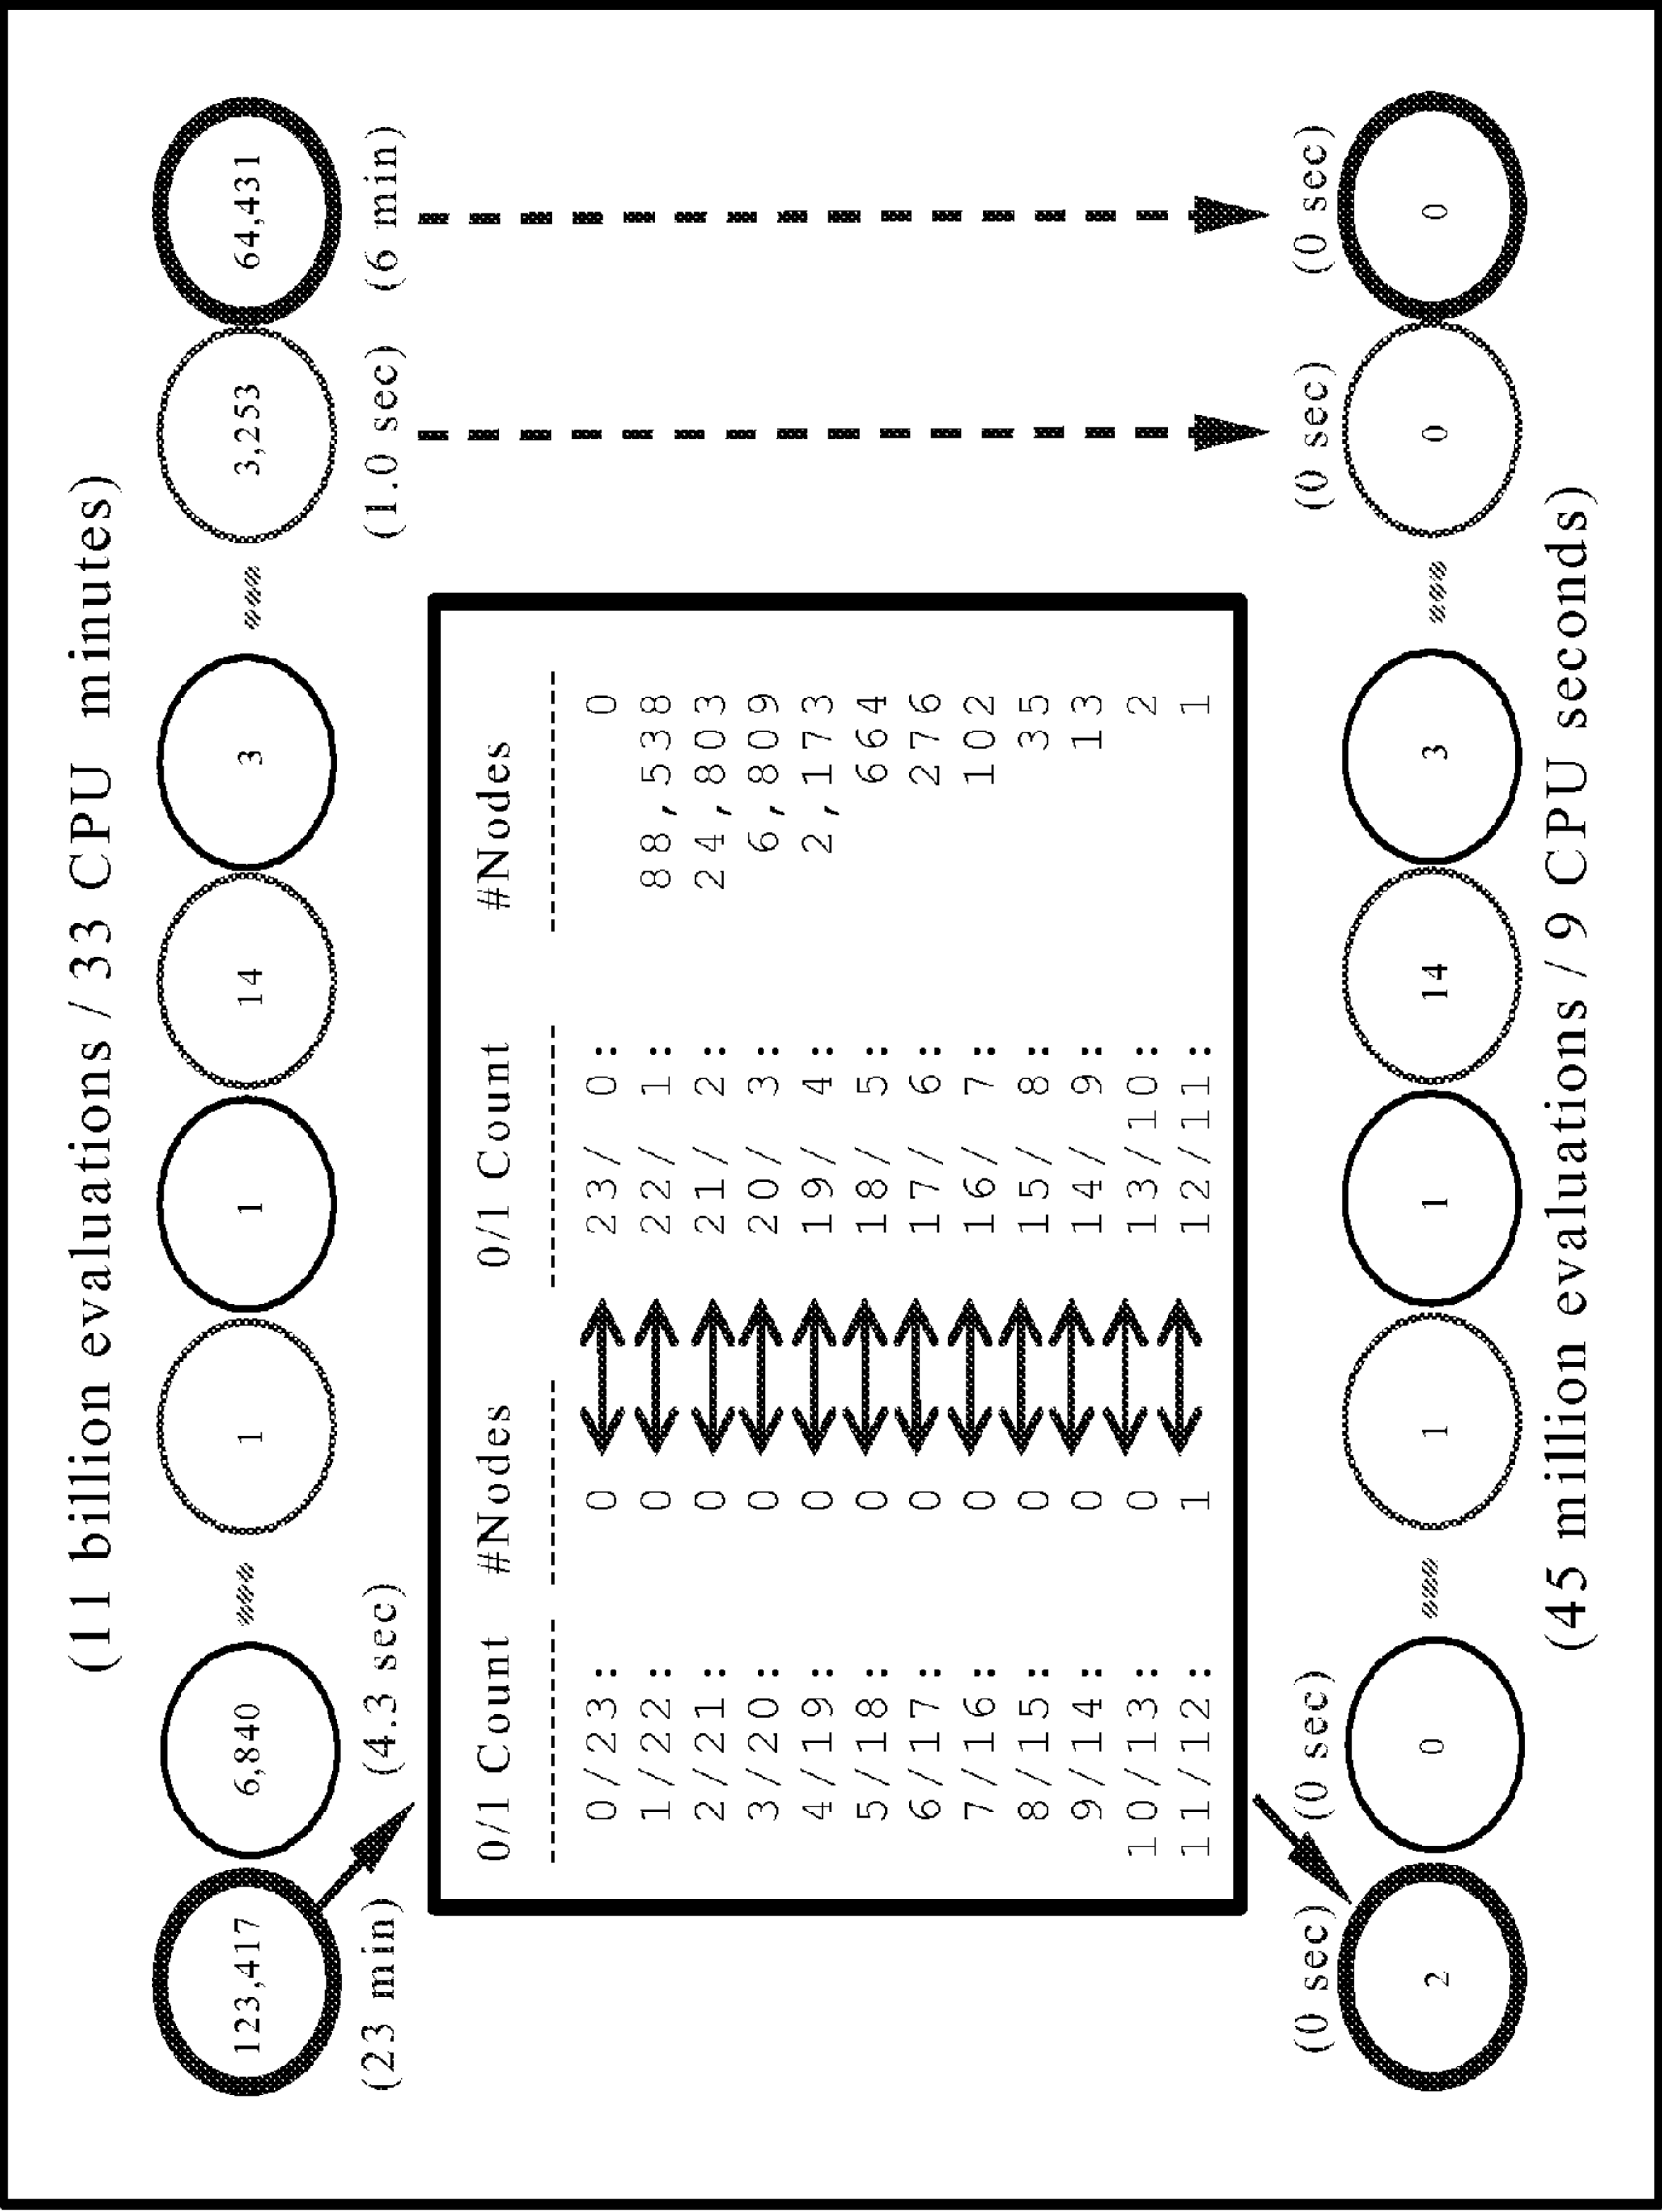 (11 billion evaluations / 33 CPU minutes)
123,417 6,840 1 1 14 3 3,253 64,431
(23 min) (4.3 sec) (1.0 sec) (6 min)
0/1 Count #Nodes 0/1 Count #Nodes
0/23: 0 23/ 0: 0
1/22: 0 22/ 1: 88,538
2/21: 0 21/ 2: 24,803
3/20: 0 20/ 3: 6,809
4/19: 0 19/ 4: 2,173
5/18: 0 18/ 5: 664
6/17: 0 17/ 6: 276
7/16: 0 16/ 7: 102
8/15: 0 15/ 8: 35
9/14: 0 14/ 9: 13
10/13: 0 13/10: 2
11/12: 1 12/11: 1
(0 sec) (0 sec) (0 sec) (0 sec)
2 0 1 1 14 3 0 0
(45 million evaluations / 9 CPU seconds)